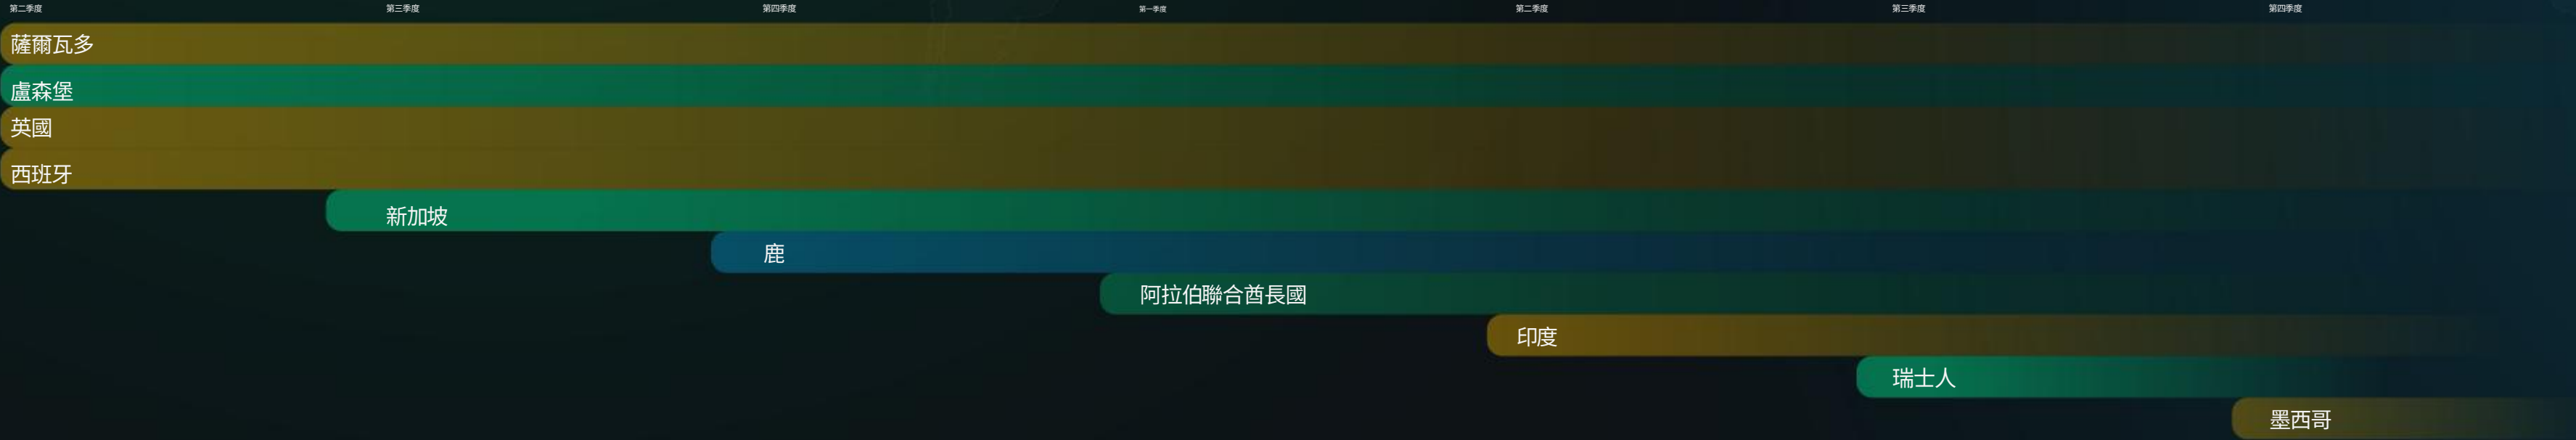 第二季度 第三季度 第四季度 第一季度 第二季度 第三季度 第四季度
薩爾瓦多
盧森堡
英國
西班牙
新加坡
鹿
阿拉伯聯合酋長國
印度
瑞士人
墨西哥